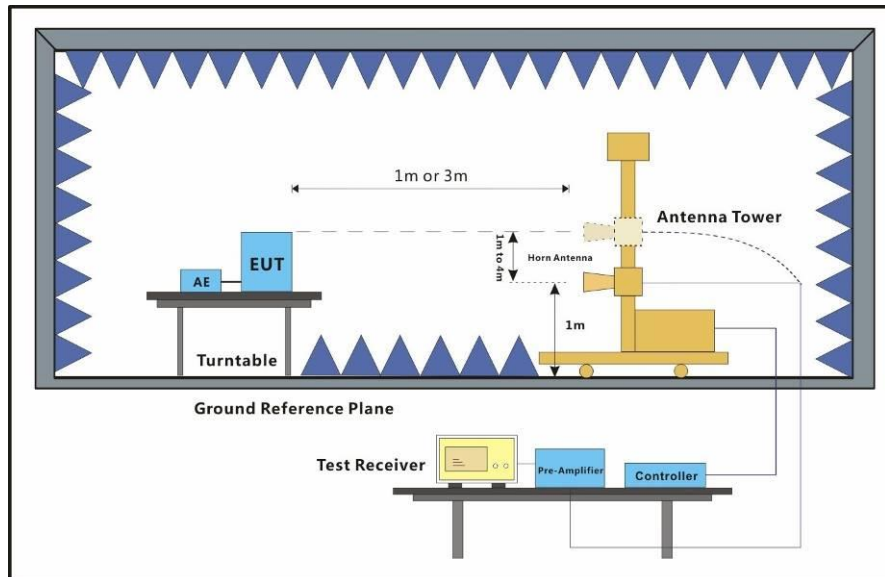 1m or 3m
Antenna Tower
1m to 4m
Horn Antenna
EUT
AE
1m
Turntable
Ground Reference Plane
Test Receiver
Pre-Amplifier
Controller